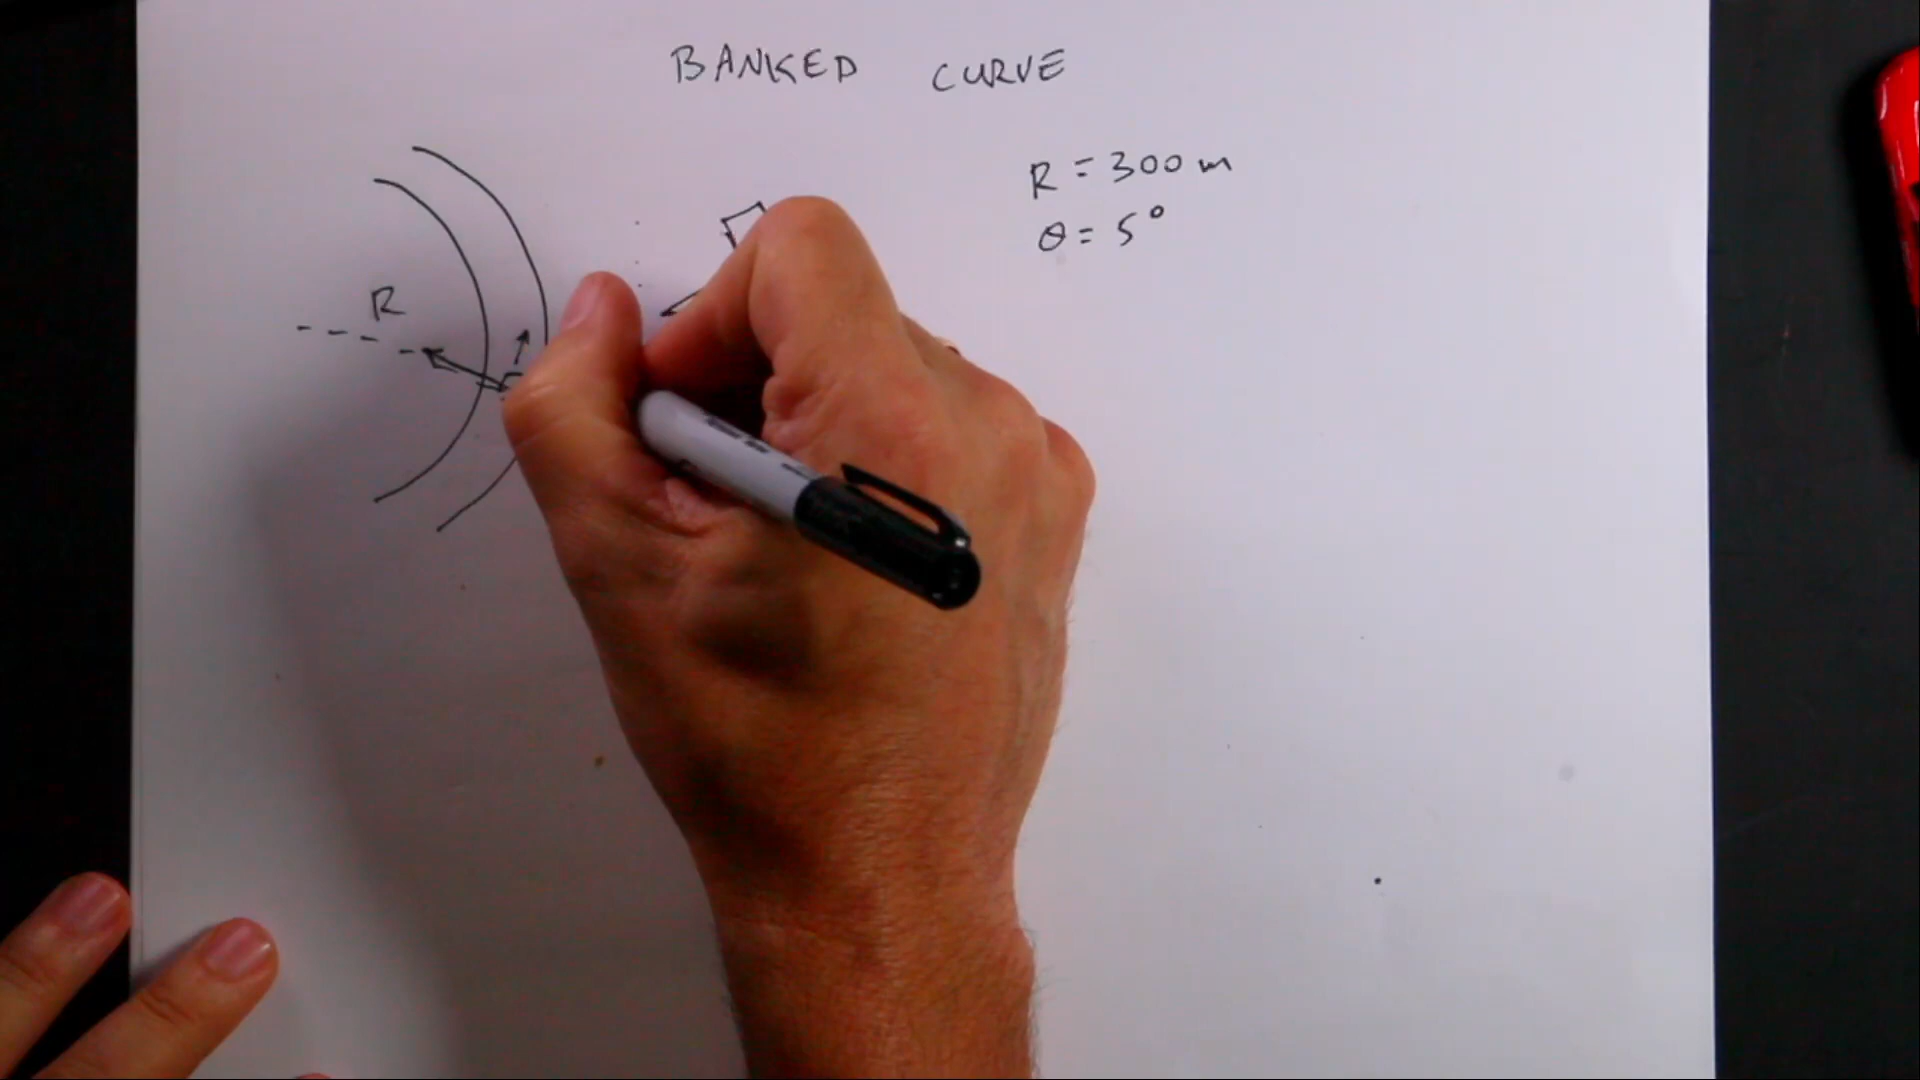 BANKED CURVE
R = 300 m
θ = 5°
R